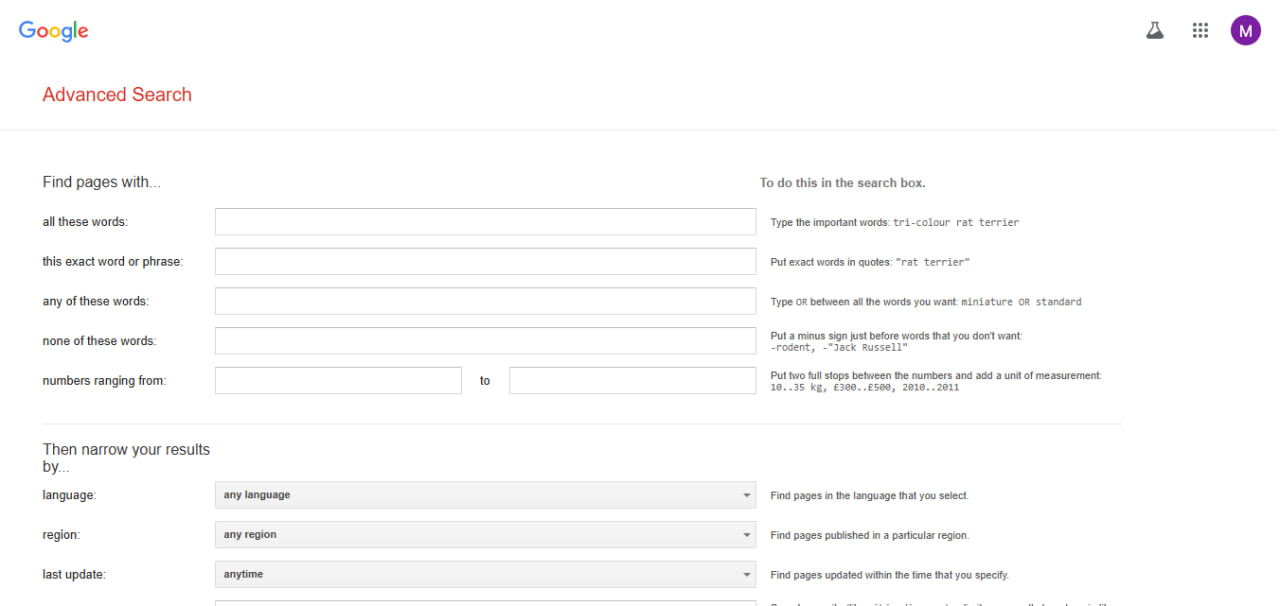 Google
M
Advanced Search
Find pages with...
To do this in the search box.
all these words:
Type the important words: tri-colour rat terrier
this exact word or phrase:
Put exact words in quotes: "rat terrier"
any of these words:
Type OR between all the words you want: miniature OR standard
none of these words:
Put a minus sign just before words that you don't want:
-rodent, -"Jack Russell"
numbers ranging from:
to
Put two full stops between the numbers and add a unit of measurement:
10..35 kg, £300..£500, 2010..2011
Then narrow your results
by...
language:
any language
Find pages in the language that you select.
region:
any region
Find pages published in a particular region.
last update:
anytime
Find pages updated within the time that you specify.